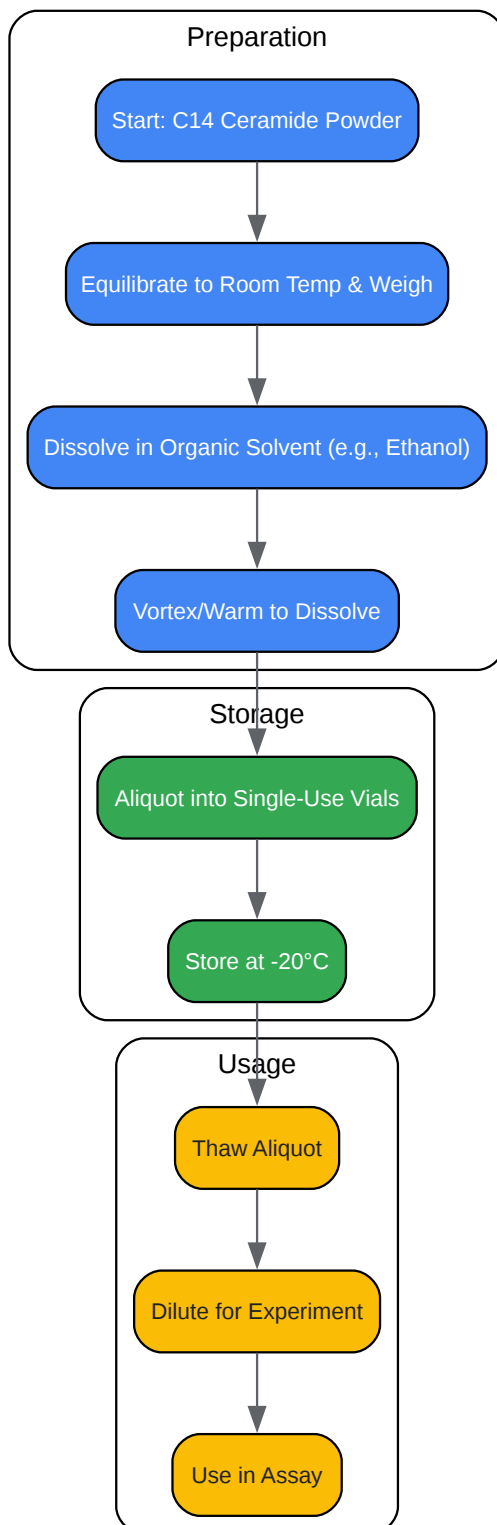 Preparation
Start: C14 Ceramide Powder
Equilibrate to Room Temp & Weigh
Dissolve in Organic Solvent (e.g., Ethanol)
Vortex/Warm to Dissolve
Storage
Aliquot into Single-Use Vials
Store at -20°C
Usage
Thaw Aliquot
Dilute for Experiment
Use in Assay